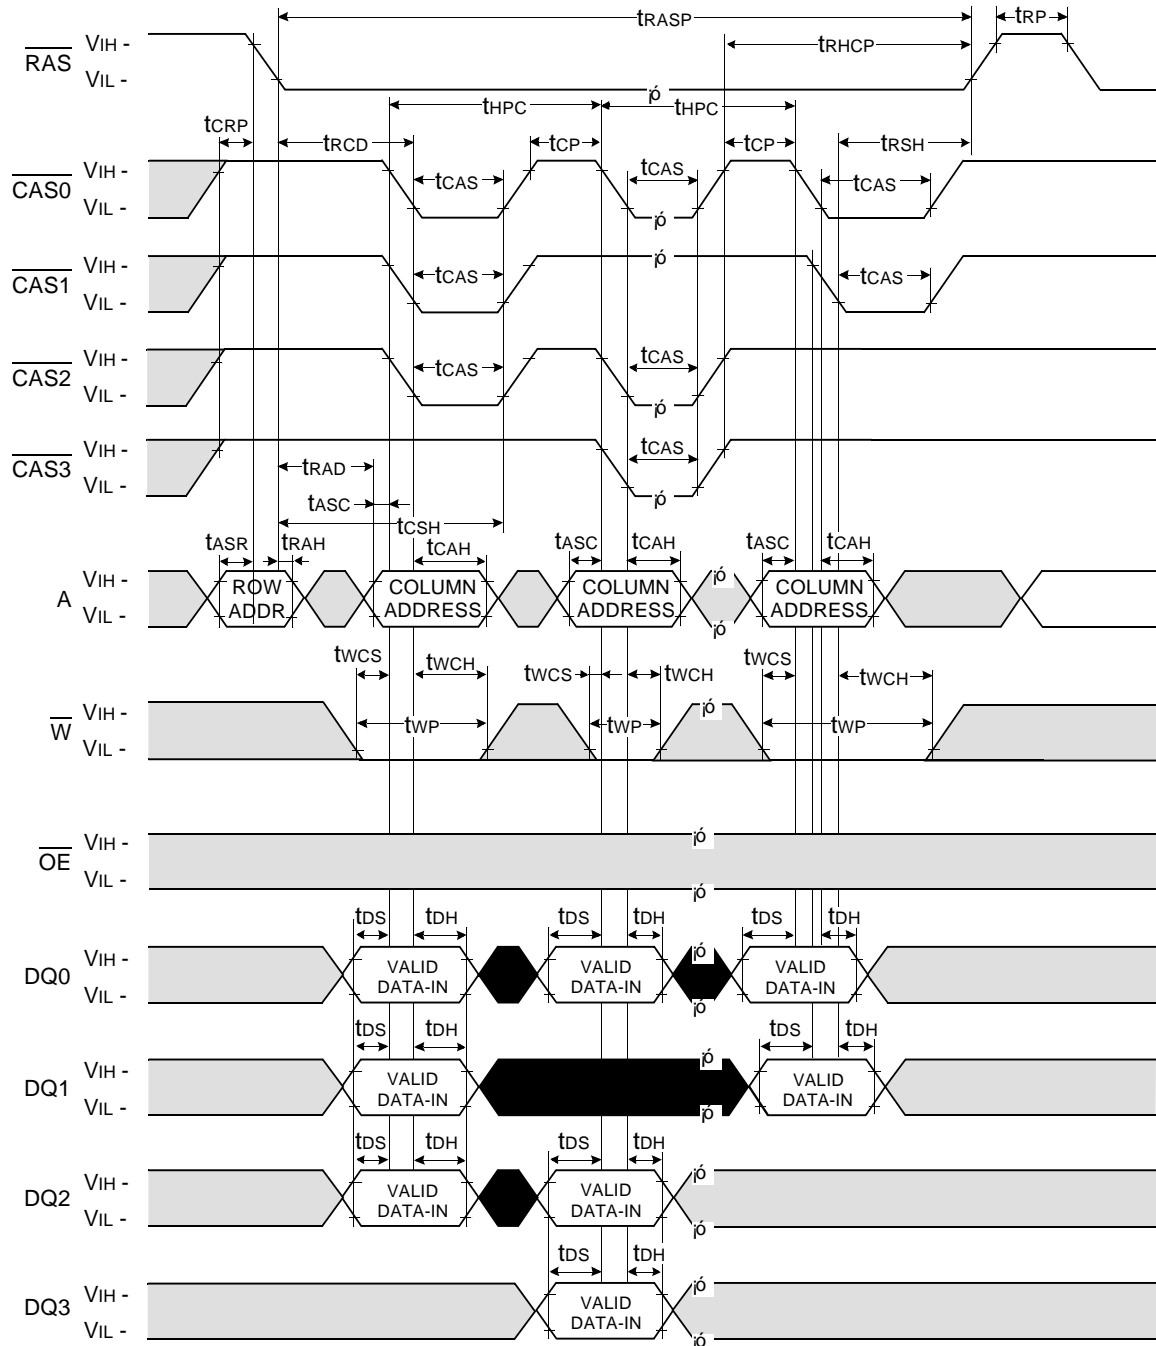 tRASP tRP
RAS VIH - tRHCP
VIL - ¡ó
tHPC tHPC
tCRP tRCD tCP tCP tRSH
CAS0 VIH - tCAS tCAS tCAS
VIL - ¡ó
CAS1 VIH - ¡ó
tCAS tCAS
VIL -
CAS2 VIH - tCAS tCAS
VIL - ¡ó
CAS3 VIH - tCAS
VIL - tRAD ¡ó
tASC tCSH
tASR tRAH tCAH tASC tCAH tASC tCAH
A VIH - ROW COLUMN COLUMN ¡ó COLUMN
VIL - ADDR ADDRESS ADDRESS ¡ó ADDRESS
tWCS tWCH tWCS tWCH tWCS tWCH
W VIH - ¡ó
VIL - tWP tWP tWP
OE VIH - ¡ó
VIL - ¡ó
tDS tDH tDS tDH tDS tDH
DQ0 VIH - VALID VALID ¡ó VALID
VIL - DATA-IN DATA-IN ¡ó DATA-IN
tDS tDH tDS tDH
DQ1 VIH - VALID ¡ó VALID
VIL - DATA-IN ¡ó DATA-IN
tDS tDH tDS tDH
DQ2 VIH - VALID VALID ¡ó
VIL - DATA-IN DATA-IN ¡ó
tDS tDH
DQ3 VIH - VALID ¡ó
VIL - DATA-IN ¡ó